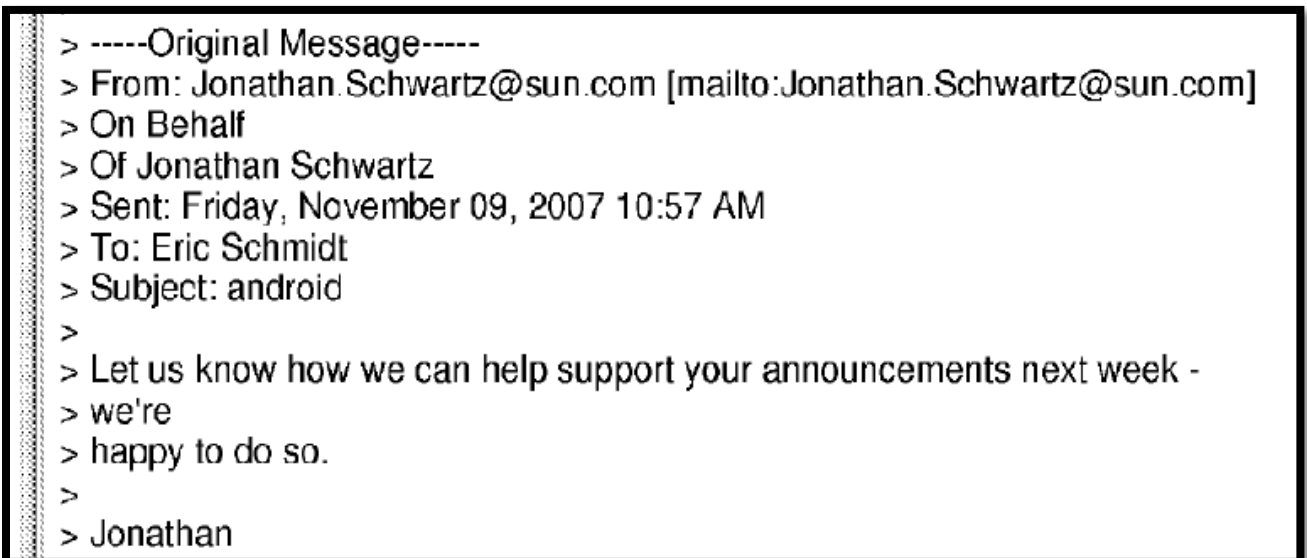 > -----Original Message-----
> From: Jonathan.Schwartz@sun.com [mailto:Jonathan.Schwartz@sun.com]
> On Behalf
> Of Jonathan Schwartz
> Sent: Friday, November 09, 2007 10:57 AM
> To: Eric Schmidt
> Subject: android
>
> Let us know how we can help support your announcements next week -
> we're
> happy to do so.
>
> Jonathan